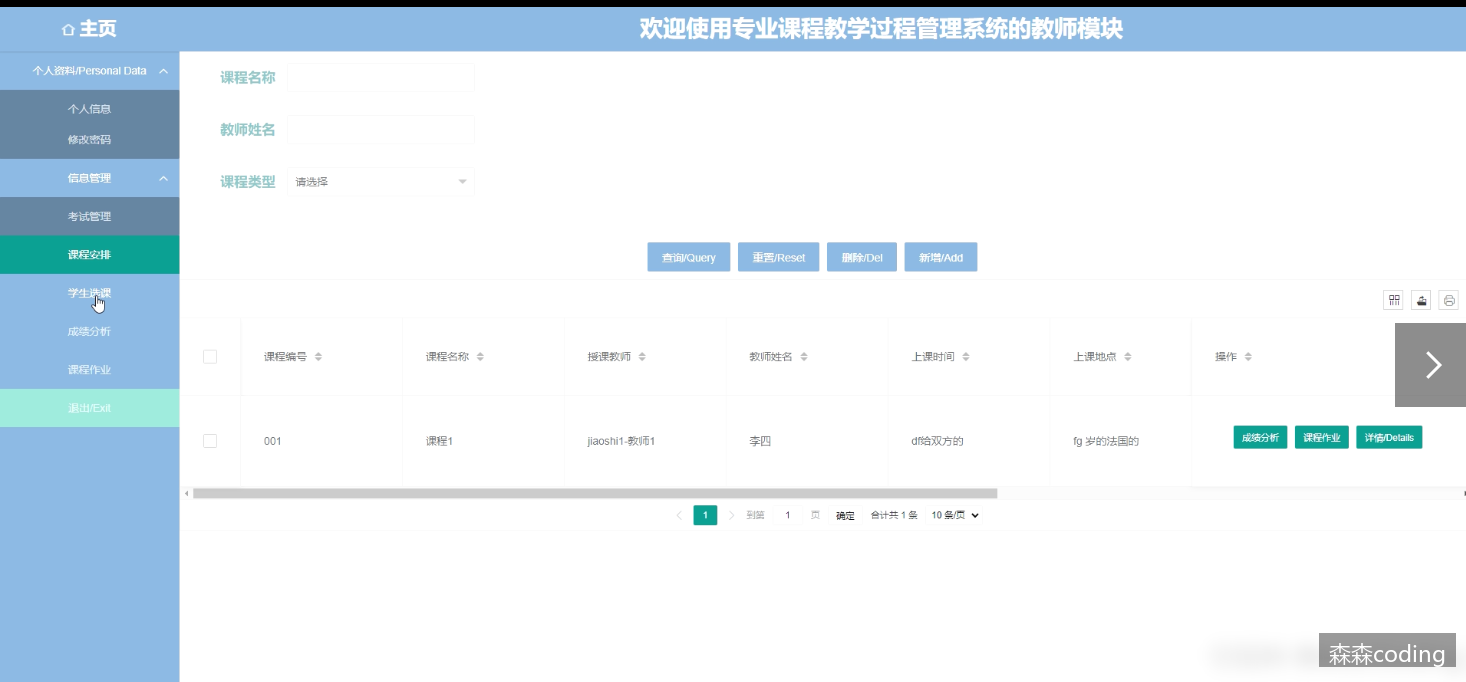 主页
欢迎使用专业课程教学过程管理系统的教师模块
个人资料/Personal Data
个人信息
修改密码
信息管理
考试管理
课程安排
学生选课
成绩分析
课程作业
退出/Exit
课程名称
教师姓名
课程类型 请选择
查询/Query 重置/Reset 删除/Del 新增/Add
课程编号 课程名称 授课教师 教师姓名 上课时间 上课地点 操作
001 课程1 jiaoshi1-教师1 李四 df给双方的 fg 岁的法国的 成绩分析 课程作业 详情/Details
1 到第 1 页 确定 合计共 1 条 10 条/页
森森coding